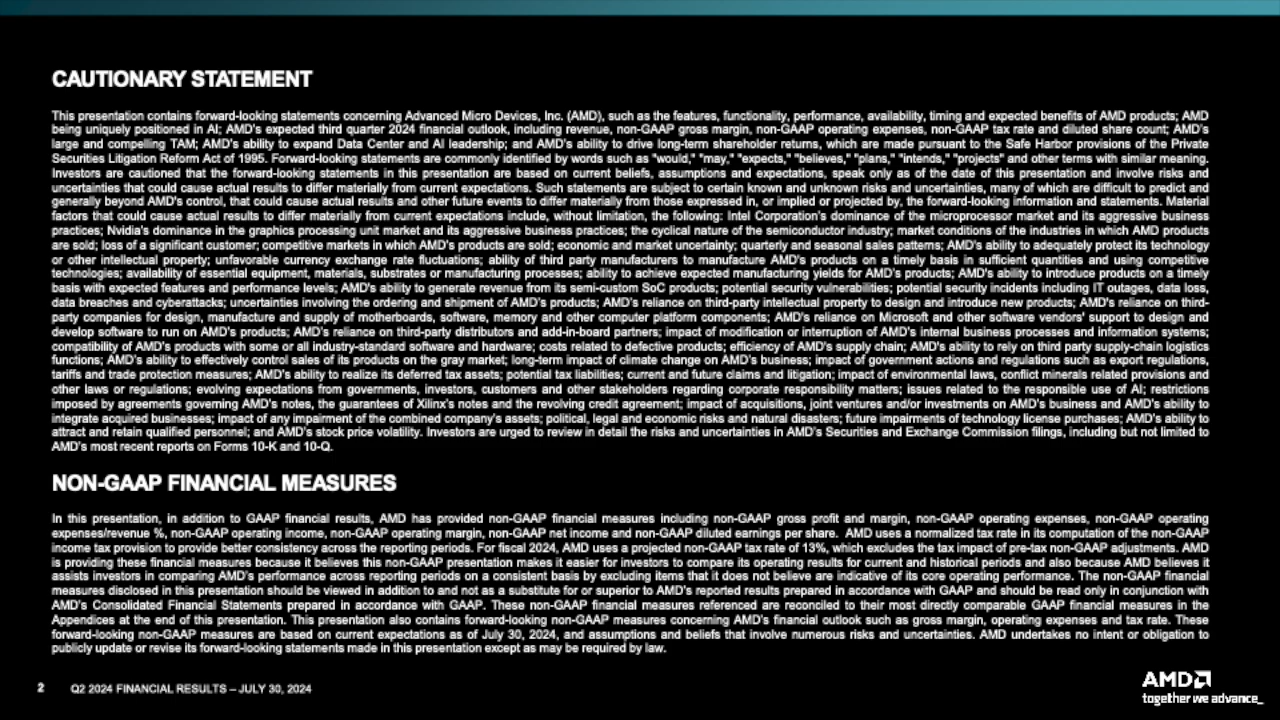 CAUTIONARY STATEMENT
This presentation contains forward-looking statements concerning Advanced Micro Devices, Inc. (AMD), such as the features, functionality, performance, availability, timing and expected benefits of AMD products; AMD
being uniquely positioned in AI; AMD's expected third quarter 2024 financial outlook, including revenue, non-GAAP gross margin, non-GAAP operating expenses, non-GAAP tax rate and diluted share count; AMD's
large and compelling TAM; AMD's ability to expand Data Center and AI leadership; and AMD's ability to drive long-term shareholder returns, which are made pursuant to the Safe Harbor provisions of the Private
Securities Litigation Reform Act of 1995. Forward-looking statements are commonly identified by words such as "would," "may," "expects," "believes," "plans," "intends," "projects" and other terms with similar meaning.
Investors are cautioned that the forward-looking statements in this presentation are based on current beliefs, assumptions and expectations, speak only as of the date of this presentation and involve risks and
uncertainties that could cause actual results to differ materially from current expectations. Such statements are subject to certain known and unknown risks and uncertainties, many of which are difficult to predict and
generally beyond AMD's control, that could cause actual results and other future events to differ materially from those expressed in, or implied or projected by, the forward-looking information and statements. Material
factors that could cause actual results to differ materially from current expectations include, without limitation, the following: Intel Corporation's dominance of the microprocessor market and its aggressive business
practices; Nvidia's dominance in the graphics processing unit market and its aggressive business practices; the cyclical nature of the semiconductor industry; market conditions of the industries in which AMD products
are sold; loss of a significant customer; competitive markets in which AMD's products are sold; economic and market uncertainty; quarterly and seasonal sales patterns; AMD's ability to adequately protect its technology
or other intellectual property; unfavorable currency exchange rate fluctuations; ability of third party manufacturers to manufacture AMD's products on a timely basis in sufficient quantities and using competitive
technologies; availability of essential equipment, materials, substrates or manufacturing processes; ability to achieve expected manufacturing yields for AMD's products; AMD's ability to introduce products on a timely
basis with expected features and performance levels; AMD's ability to generate revenue from its semi-custom SoC products; potential security vulnerabilities; potential security incidents including IT outages, data loss,
data breaches and cyberattacks; uncertainties involving the ordering and shipment of AMD's products; AMD's reliance on third-party intellectual property to design and introduce new products; AMD's reliance on third-
party companies for design, manufacture and supply of motherboards, software, memory and other computer platform components; AMD's reliance on Microsoft and other software vendors' support to design and
develop software to run on AMD's products; AMD's reliance on third-party distributors and add-in-board partners; impact of modification or interruption of AMD's internal business processes and information systems;
compatibility of AMD's products with some or all industry-standard software and hardware; costs related to defective products; efficiency of AMD's supply chain; AMD's ability to rely on third party supply-chain logistics
functions; AMD's ability to effectively control sales of its products on the gray market; long-term impact of climate change on AMD's business; impact of government actions and regulations such as export regulations,
tariffs and trade protection measures; AMD's ability to realize its deferred tax assets; potential tax liabilities; current and future claims and litigation; impact of environmental laws, conflict minerals related provisions and
other laws or regulations; evolving expectations from governments, investors, customers and other stakeholders regarding corporate responsibility matters; issues related to the responsible use of AI; restrictions
imposed by agreements governing AMD's notes, the guarantees of Xilinx's notes and the revolving credit agreement; impact of acquisitions, joint ventures and/or investments on AMD's business and AMD's ability to
integrate acquired businesses; impact of any impairment of the combined company's assets; political, legal and economic risks and natural disasters; future impairments of technology license purchases; AMD's ability to
attract and retain qualified personnel; and AMD's stock price volatility. Investors are urged to review in detail the risks and uncertainties in AMD's Securities and Exchange Commission filings, including but not limited to
AMD's most recent reports on Forms 10-K and 10-Q.
NON-GAAP FINANCIAL MEASURES
In this presentation, in addition to GAAP financial results, AMD has provided non-GAAP financial measures including non-GAAP gross profit and margin, non-GAAP operating expenses, non-GAAP operating
expenses/revenue %, non-GAAP operating income, non-GAAP operating margin, non-GAAP net income and non-GAAP diluted earnings per share. AMD uses a normalized tax rate in its computation of the non-GAAP
income tax provision to provide better consistency across the reporting periods. For fiscal 2024, AMD uses a projected non-GAAP tax rate of 13%, which excludes the tax impact of pre-tax non-GAAP adjustments. AMD
is providing these financial measures because it believes this non-GAAP presentation makes it easier for investors to compare its operating results for current and historical periods and also because AMD believes it
assists investors in comparing AMD's performance across reporting periods on a consistent basis by excluding items that it does not believe are indicative of its core operating performance. The non-GAAP financial
measures disclosed in this presentation should be viewed in addition to and not as a substitute for or superior to AMD's reported results prepared in accordance with GAAP and should be read only in conjunction with
AMD's Consolidated Financial Statements prepared in accordance with GAAP. These non-GAAP financial measures referenced are reconciled to their most directly comparable GAAP financial measures in the
Appendices at the end of this presentation. This presentation also contains forward-looking non-GAAP measures concerning AMD's financial outlook such as gross margin, operating expenses and tax rate. These
forward-looking non-GAAP measures are based on current expectations as of July 30, 2024, and assumptions and beliefs that involve numerous risks and uncertainties. AMD undertakes no intent or obligation to
publicly update or revise its forward-looking statements made in this presentation except as may be required by law.
2 Q2 2024 FINANCIAL RESULTS – JULY 30, 2024
AMD
together we advance_